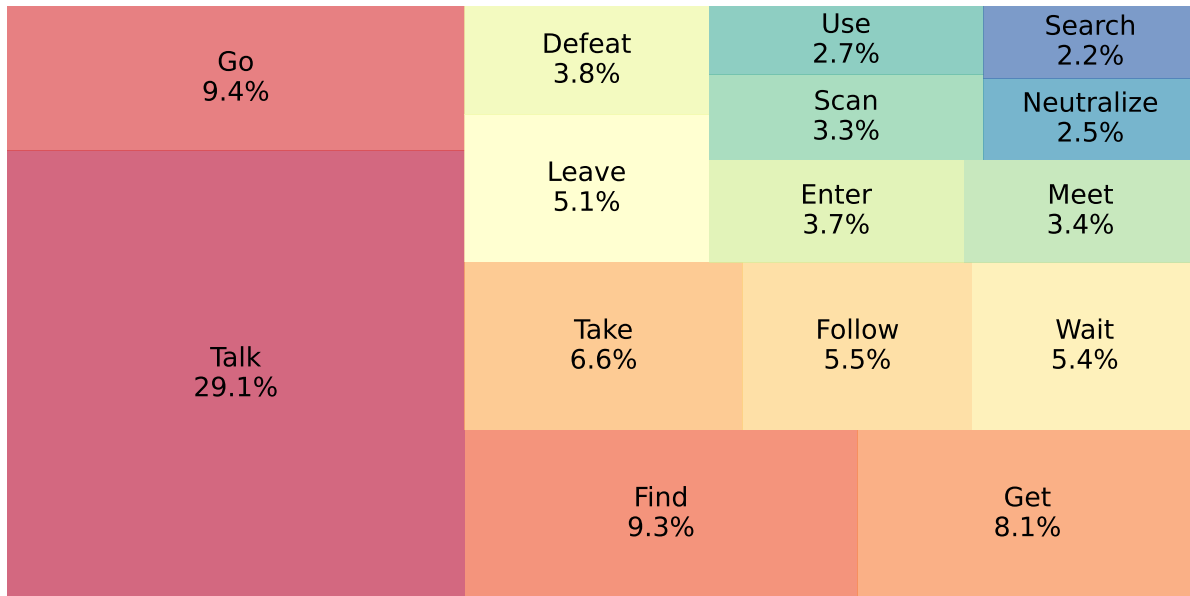 Go
9.4%
Talk
29.1%
Defeat
3.8%
Leave
5.1%
Use
2.7%
Scan
3.3%
Search
2.2%
Neutralize
2.5%
Enter
3.7%
Meet
3.4%
Take
6.6%
Follow
5.5%
Wait
5.4%
Find
9.3%
Get
8.1%